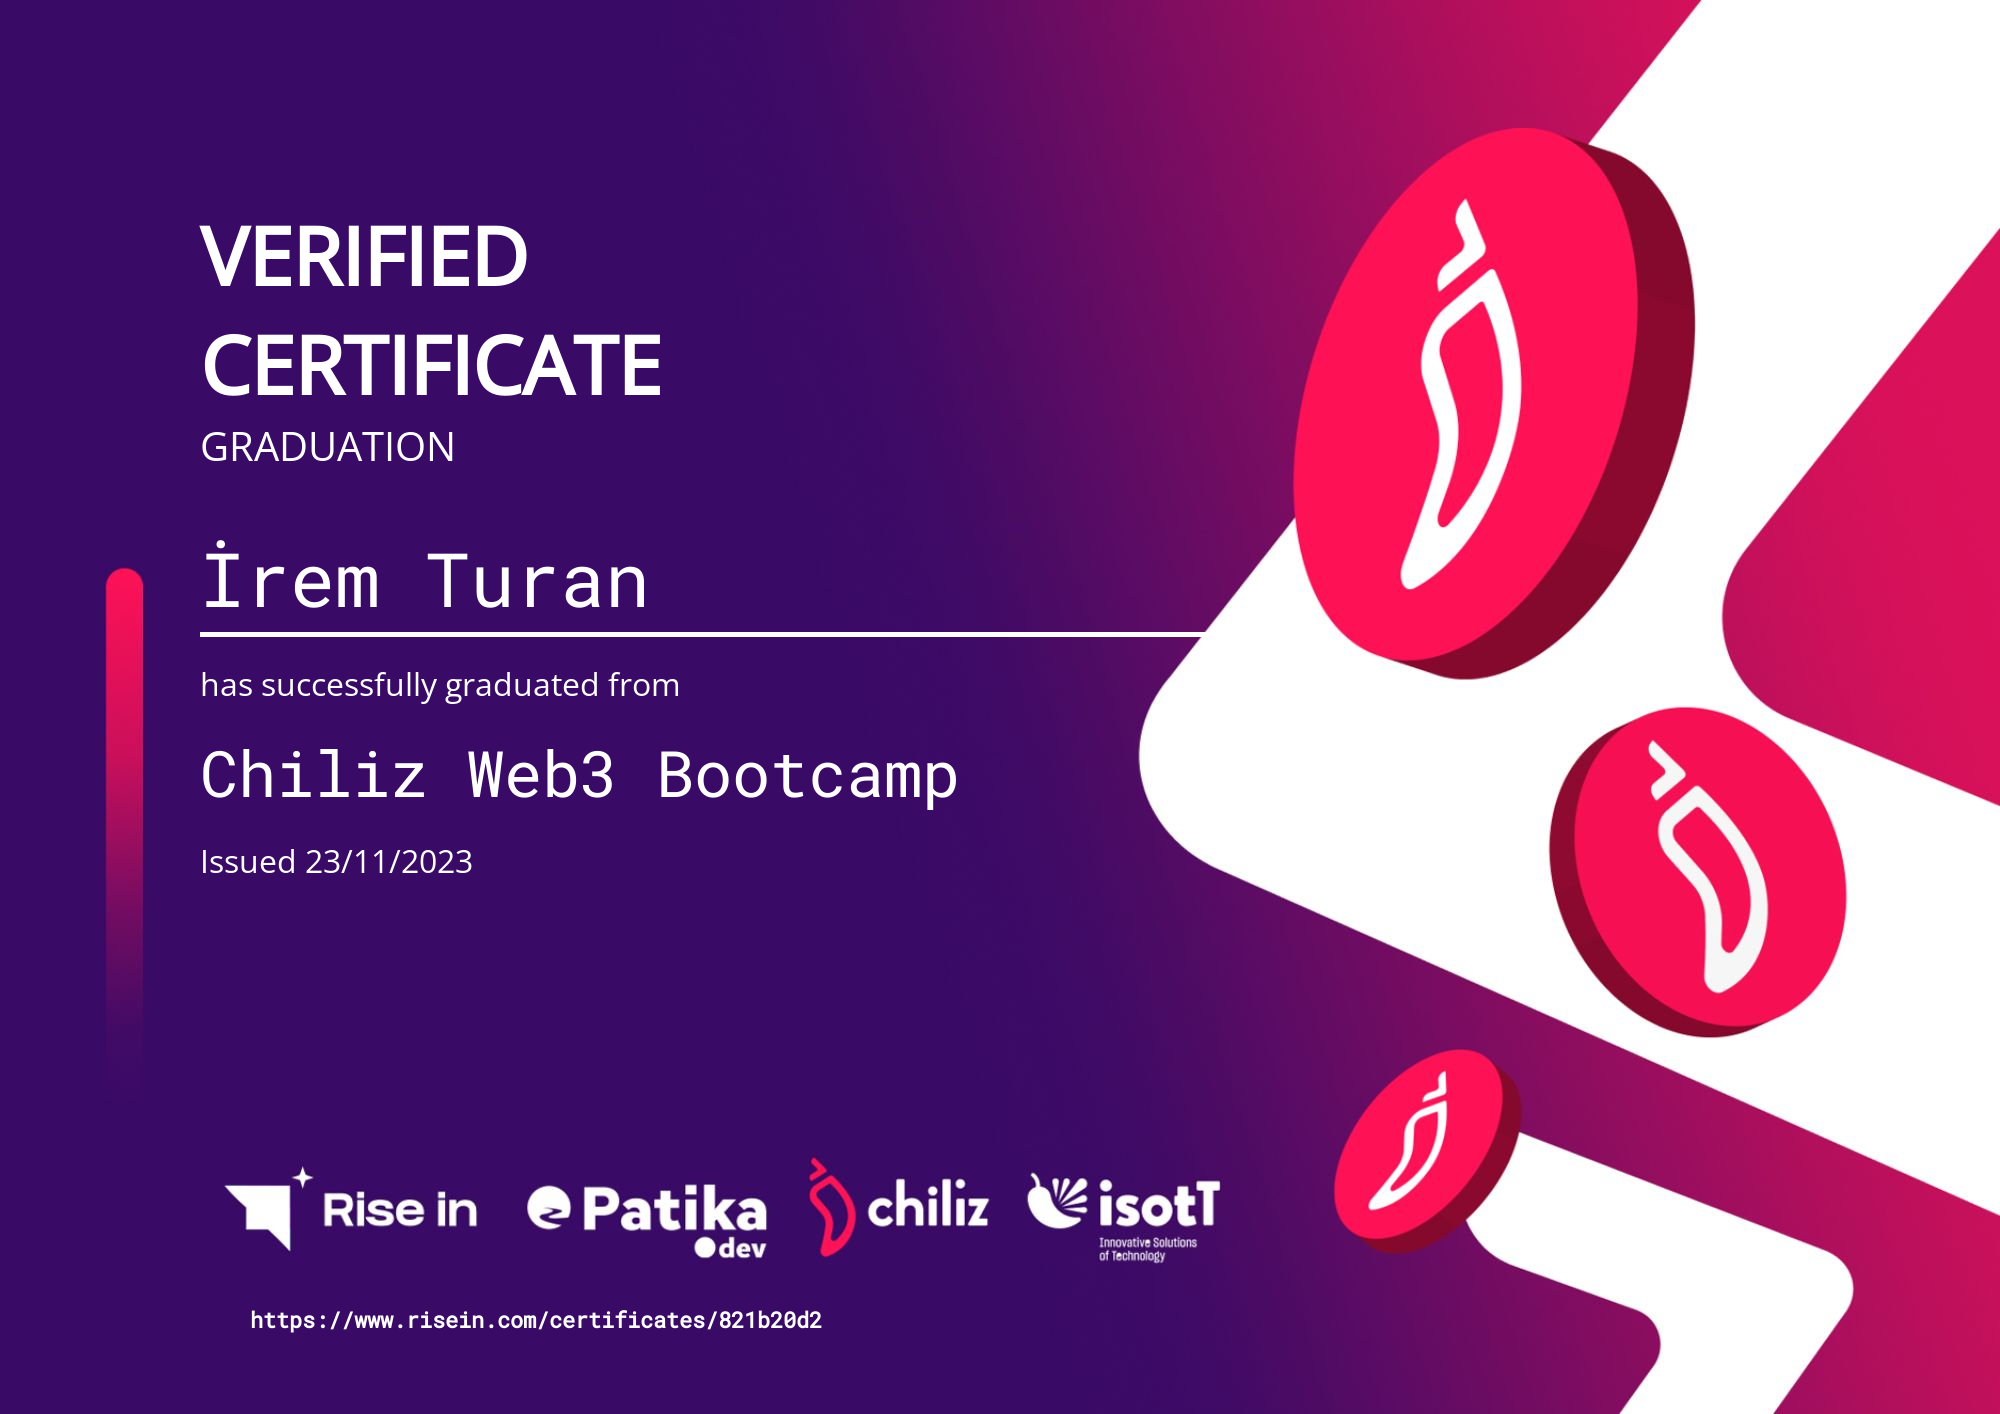 VERIFIED
CERTIFICATE
GRADUATION
İrem Turan
has successfully graduated from
Chiliz Web3 Bootcamp
Issued 23/11/2023
Rise in
Patika
dev
chiliz
isotT
Innovative Solutions
of Technology
https://www.risein.com/certificates/821b20d2